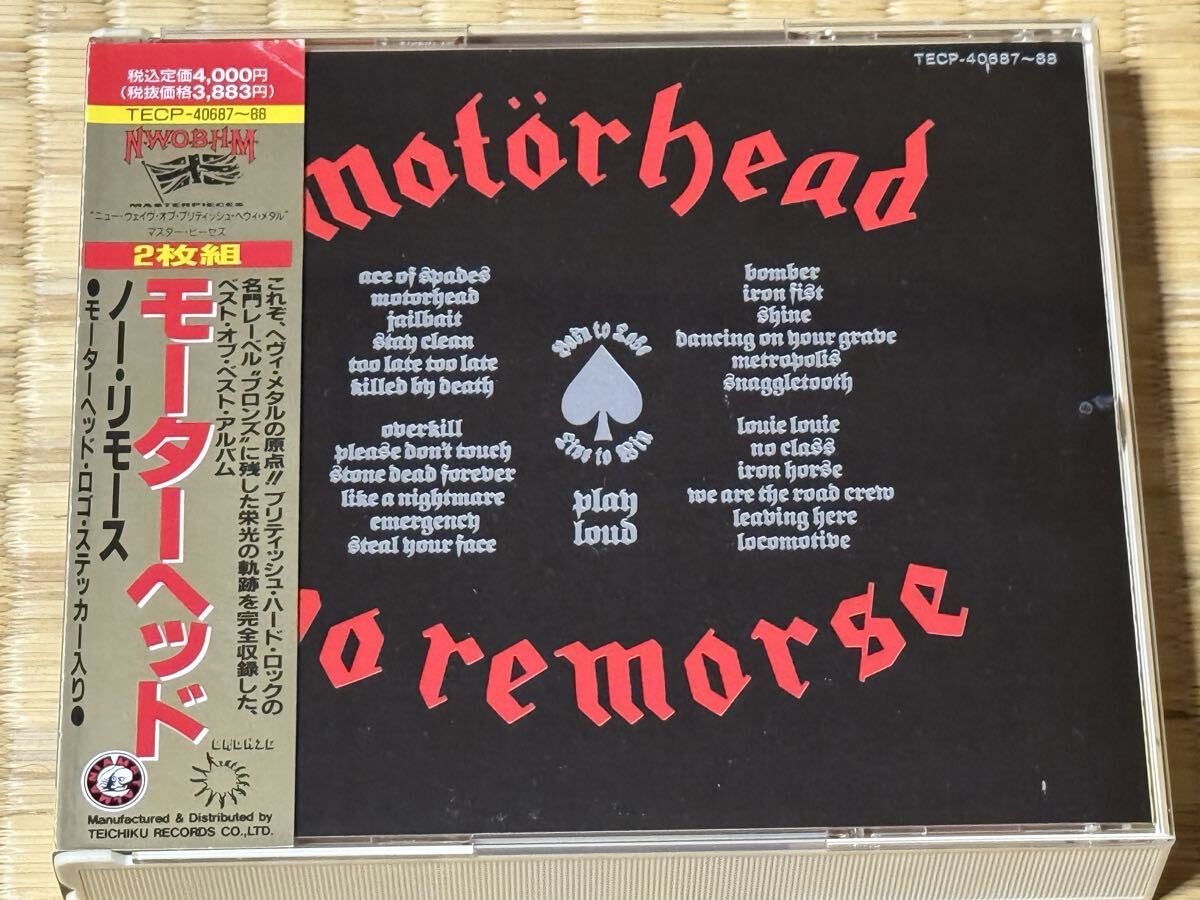 税込定価4,000円
(税抜価格3,883円)
TECP-40687〜88
NWOBHM
MASTERPIECES
"ニュー・ウェイヴ・オブ・ブリティッシュ・ヘヴィ・メタル"
マスター・ピーセズ
2枚組
これぞ、ヘヴィ・メタルの原点!! ブリティッシュ・ハード・ロックの
名門レーベル"ブロンズ"に残した栄光の軌跡を完全収録した、
ベスト・オブ・ベスト・アルバム
モーターヘッド
ノー・リモース
●モーターヘッド・ロゴ・ステッカー入り●
METALMANIA
BRONZE
Manufactured & Distributed by
TEICHIKU RECORDS CO.,LTD.
TECP-40687〜88
motörhead
ace of spades
motorhead
jailbait
stay clean
too late too late
killed by death
overkill
please don't touch
stone dead forever
like a nightmare
emergency
steal your face
Born to Lose
Live to Win
play
loud
bomber
iron fist
shine
dancing on your grave
metropolis
snaggletooth
louie louie
no class
iron horse
we are the road crew
leaving here
locomotive
o remorse